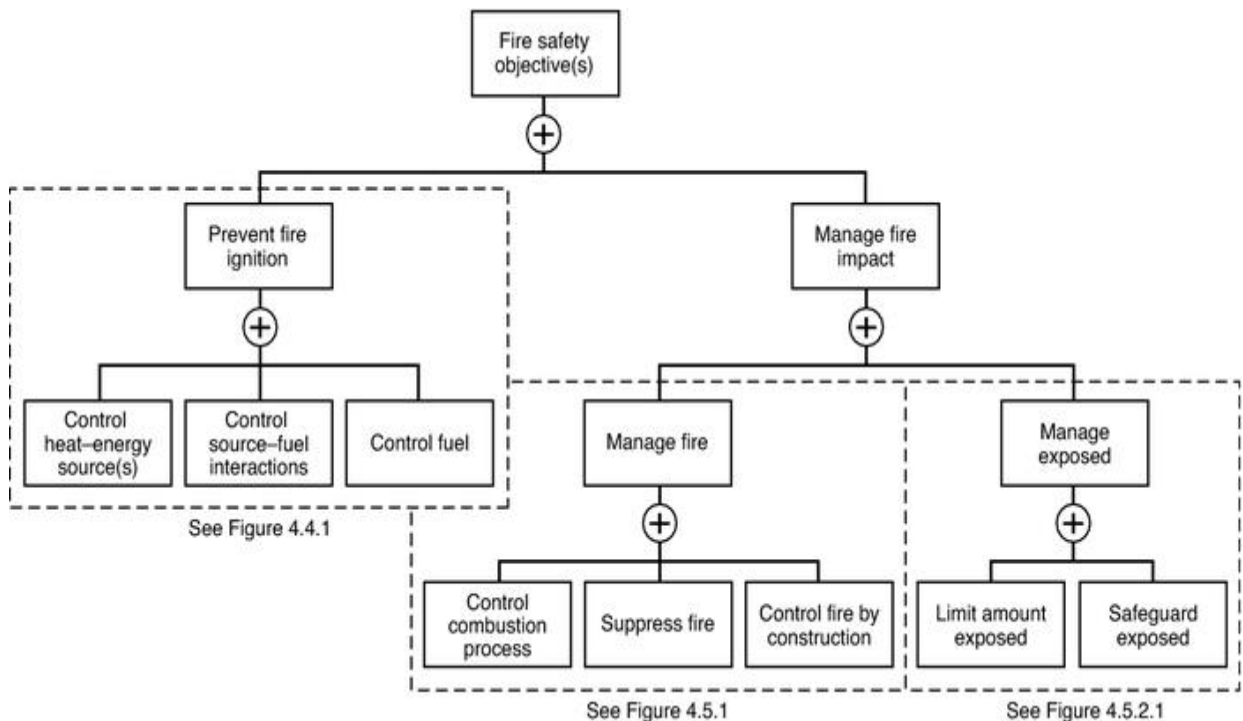 Fire safety
objective(s)
+
Prevent fire
ignition
Manage fire
impact
+
+
Control
heat–energy
source(s)
Control
source–fuel
interactions
Control fuel
Manage fire
Manage
exposed
See Figure 4.4.1
+
+
Control
combustion
process
Suppress fire
Control fire by
construction
Limit amount
exposed
Safeguard
exposed
See Figure 4.5.1
See Figure 4.5.2.1